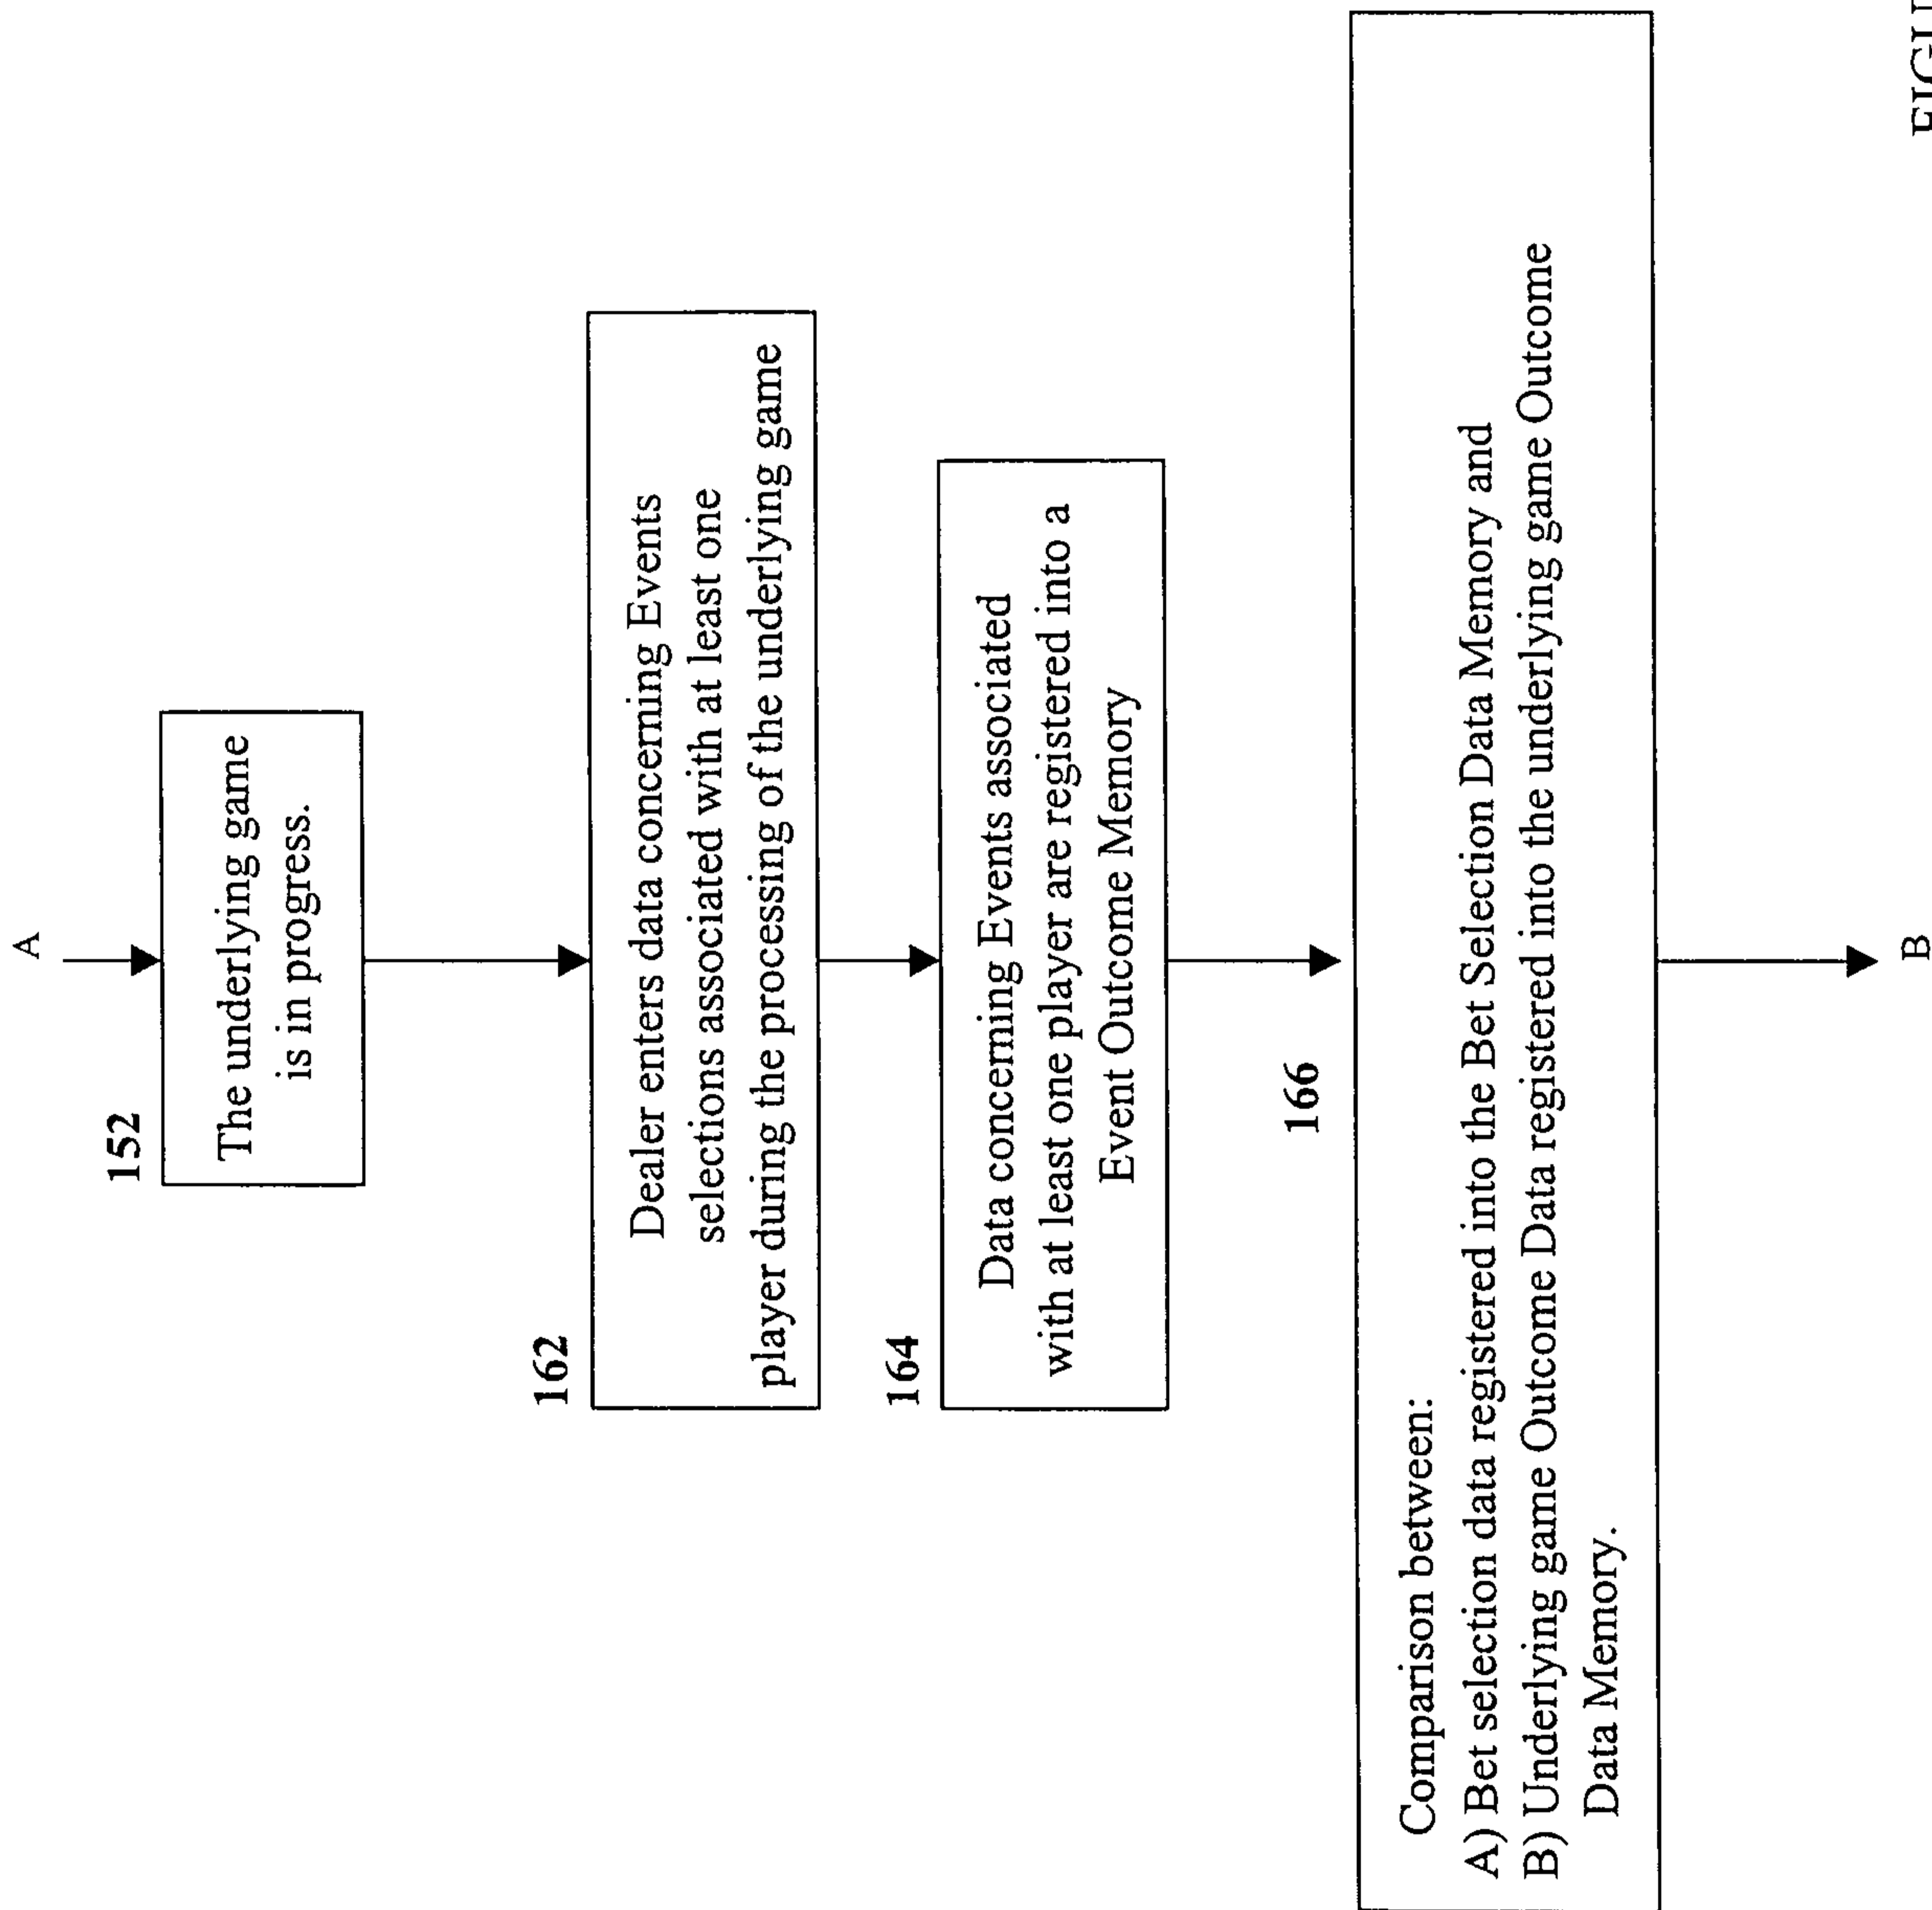 A
152
The underlying game
is in progress.
162
Dealer enters data concerning Events
selections associated with at least one
player during the processing of the underlying game
164
Data concerning Events associated
with at least one player are registered into a
Event Outcome Memory
166
Comparison between:
A) Bet selection data registered into the Bet Selection Data Memory and
B) Underlying game Outcome Data registered into the underlying game Outcome
Data Memory.
B